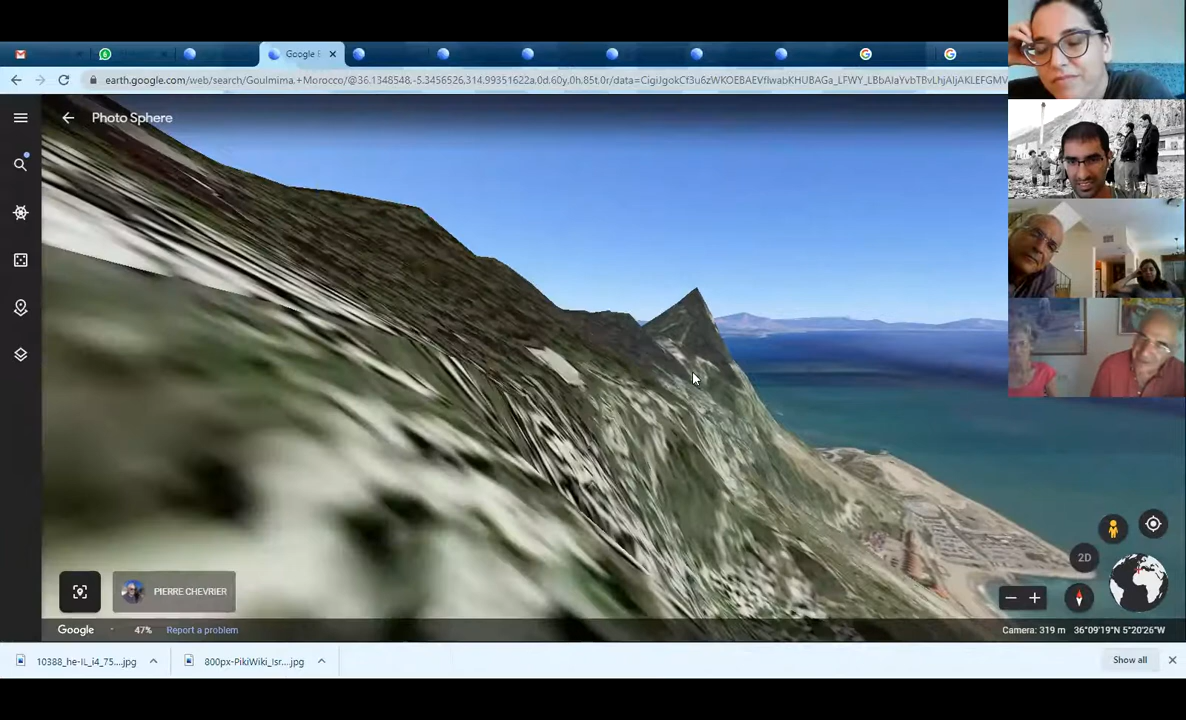 Google E
earth.google.com/web/search/Goulmima,+Morocco/@36.1348548,-5.3456526,314.99351622a,0d,60y,0h,85t,0r/data=
Photo Sphere
PIERRE CHEVRIER
2D
Google
47%
Report a problem
Camera: 319 m 36°09'19"N 5°20'26"W
10388_he-IL_i4_75....jpg
800px-PikiWiki_Isr....jpg
Show all